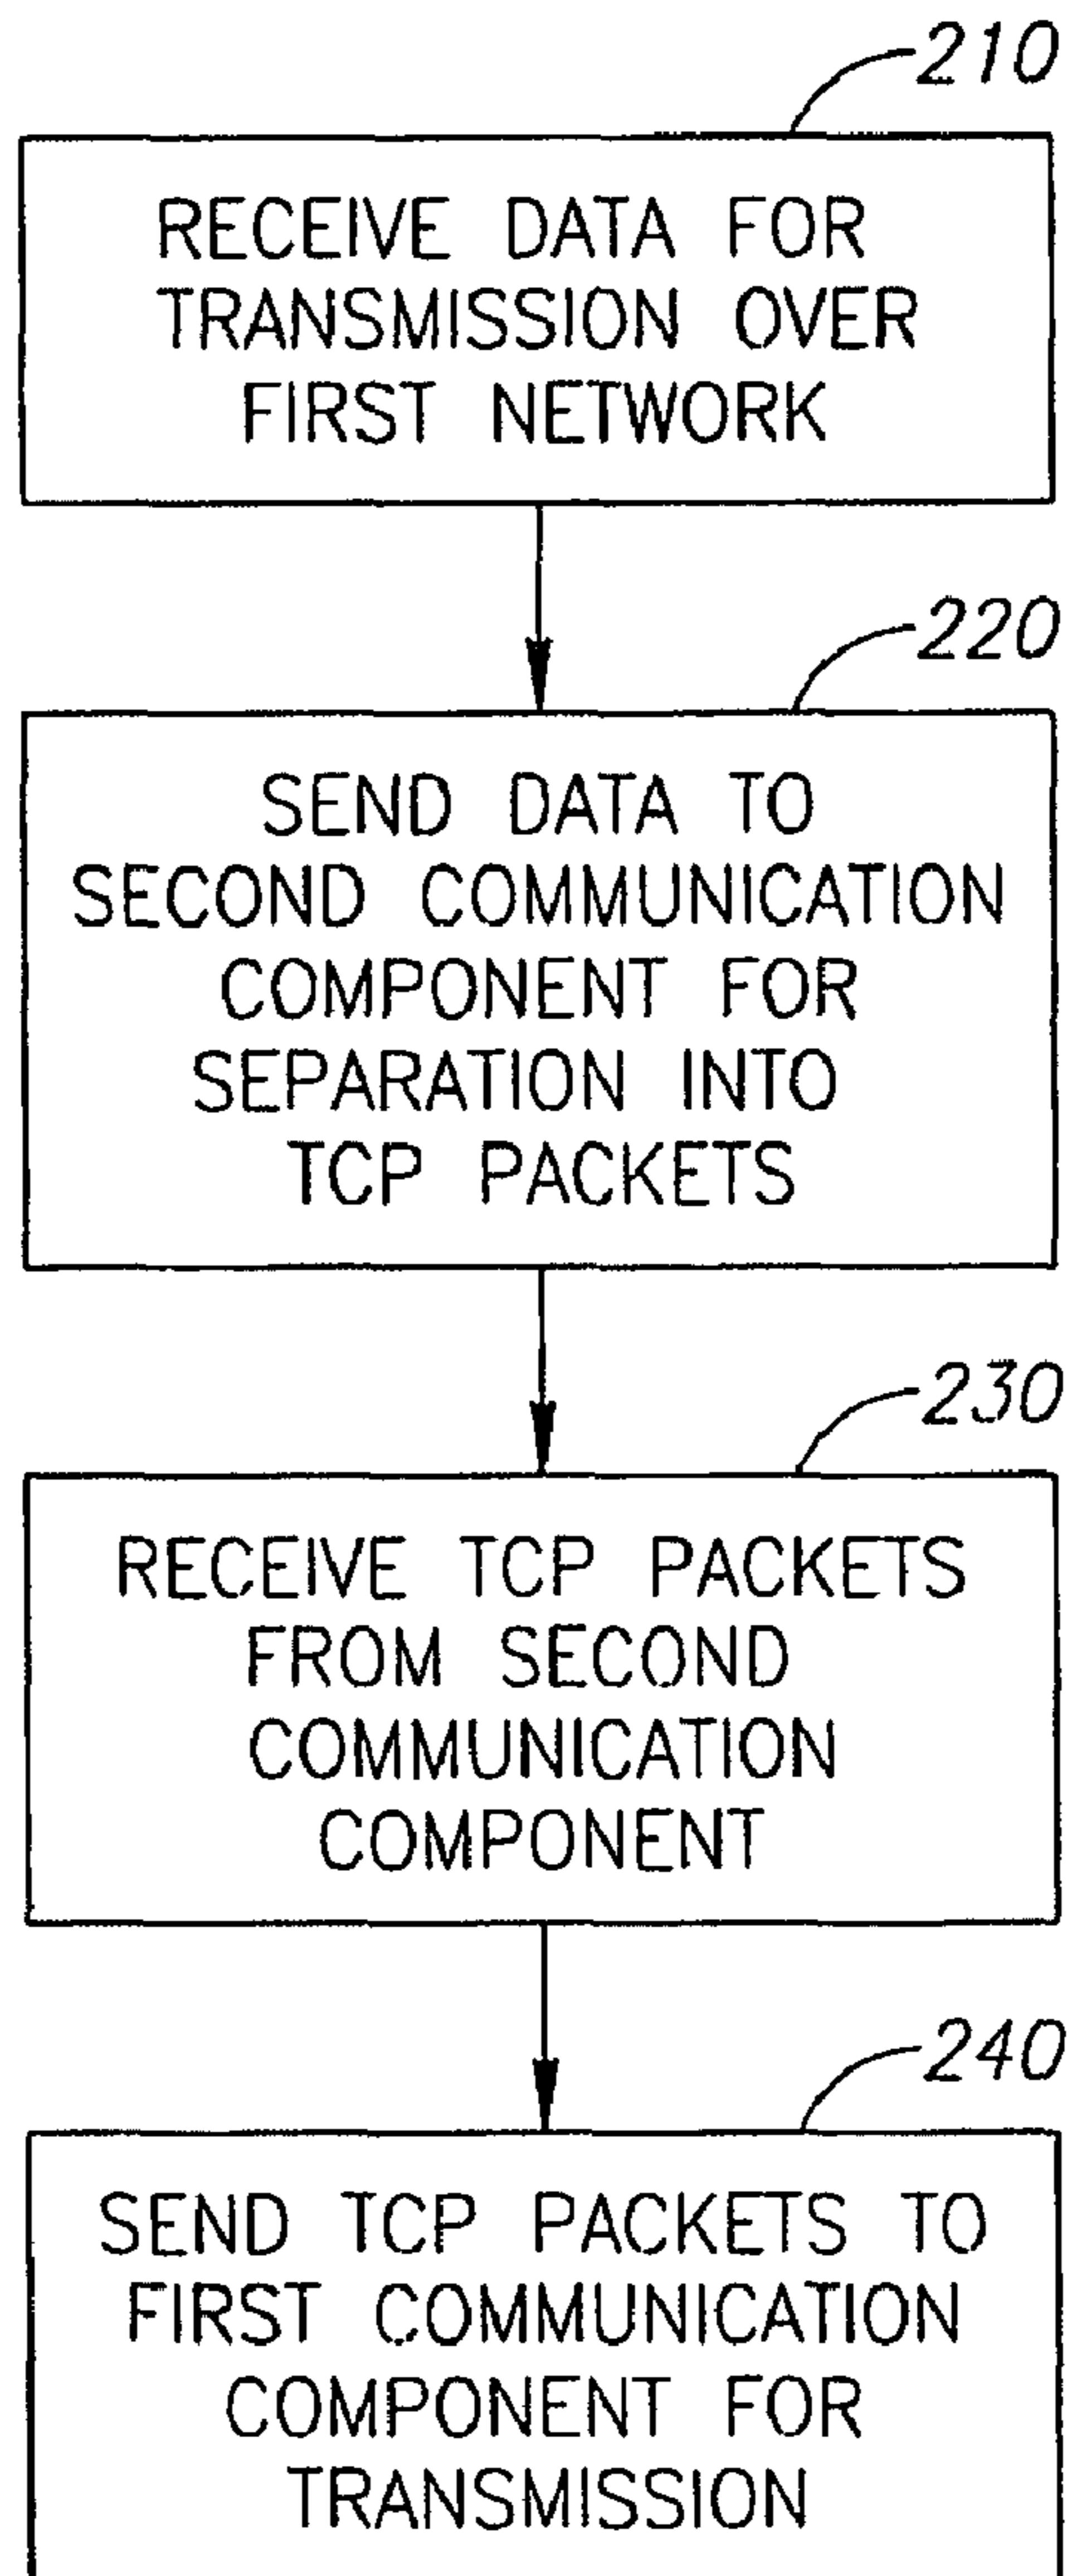 210
RECEIVE DATA FOR
TRANSMISSION OVER
FIRST NETWORK
220
SEND DATA TO
SECOND COMMUNICATION
COMPONENT FOR
SEPARATION INTO
TCP PACKETS
230
RECEIVE TCP PACKETS
FROM SECOND
COMMUNICATION
COMPONENT
240
SEND TCP PACKETS TO
FIRST COMMUNICATION
COMPONENT FOR
TRANSMISSION